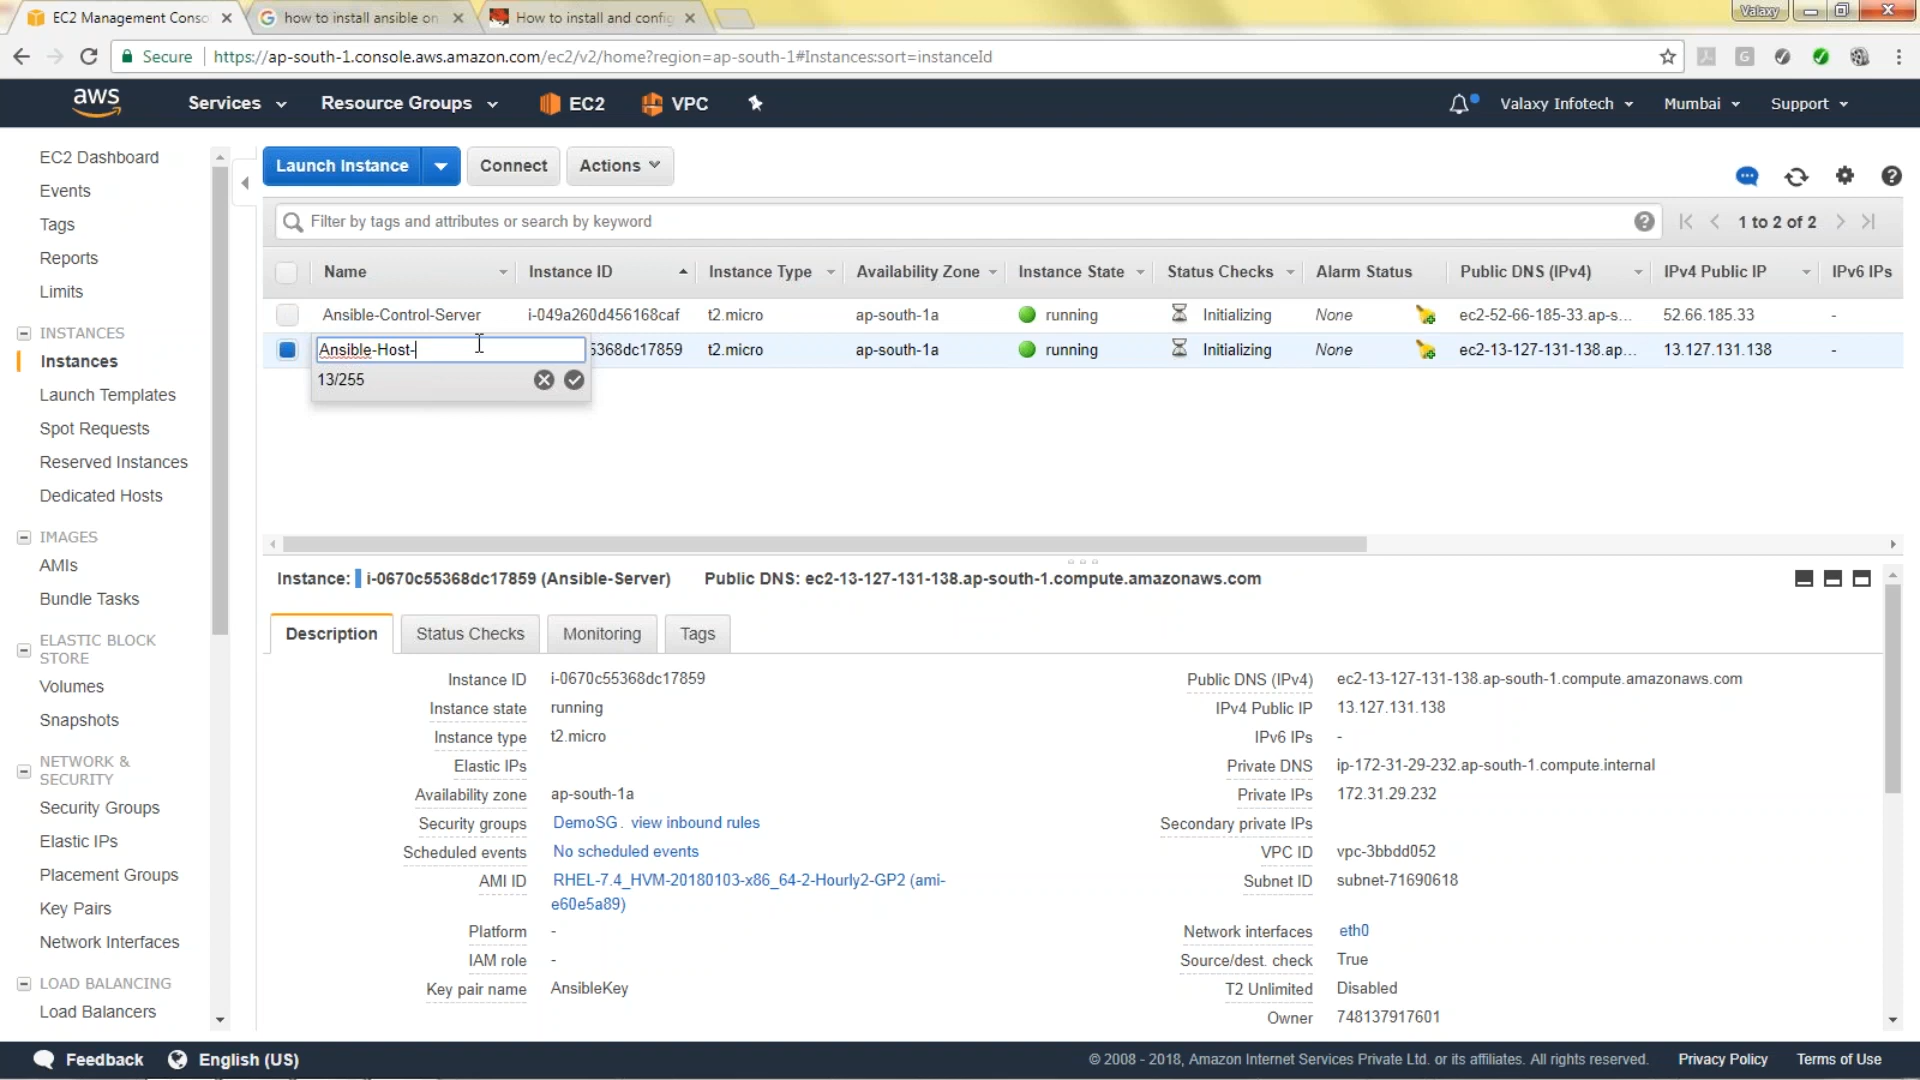 EC2 Management Conso
how to install ansible on
How to install and config
Valaxy
Secure
https://ap-south-1.console.aws.amazon.com/ec2/v2/home?region=ap-south-1#Instances:sort=instanceId
aws
Services
Resource Groups
EC2
VPC
Valaxy Infotech
Mumbai
Support
EC2 Dashboard
Events
Tags
Reports
Limits
INSTANCES
Instances
Launch Templates
Spot Requests
Reserved Instances
Dedicated Hosts
IMAGES
AMIs
Bundle Tasks
ELASTIC BLOCK
STORE
Volumes
Snapshots
NETWORK &
SECURITY
Security Groups
Elastic IPs
Placement Groups
Key Pairs
Network Interfaces
LOAD BALANCING
Load Balancers
Launch Instance
Connect
Actions
Filter by tags and attributes or search by keyword
1 to 2 of 2
Name Instance ID Instance Type Availability Zone Instance State Status Checks Alarm Status Public DNS (IPv4) IPv4 Public IP IPv6 IPs
Ansible-Control-Server i-049a260d456168caf t2.micro ap-south-1a running Initializing None ec2-52-66-185-33.ap-s... 52.66.185.33 -
Ansible-Host- 5368dc17859 t2.micro ap-south-1a running Initializing None ec2-13-127-131-138.ap... 13.127.131.138 -
13/255
Instance: i-0670c55368dc17859 (Ansible-Server) Public DNS: ec2-13-127-131-138.ap-south-1.compute.amazonaws.com
Description Status Checks Monitoring Tags
Instance ID i-0670c55368dc17859
Instance state running
Instance type t2.micro
Elastic IPs
Availability zone ap-south-1a
Security groups DemoSG. view inbound rules
Scheduled events No scheduled events
AMI ID RHEL-7.4_HVM-20180103-x86_64-2-Hourly2-GP2 (ami-
e60e5a89)
Platform -
IAM role -
Key pair name AnsibleKey
Public DNS (IPv4) ec2-13-127-131-138.ap-south-1.compute.amazonaws.com
IPv4 Public IP 13.127.131.138
IPv6 IPs -
Private DNS ip-172-31-29-232.ap-south-1.compute.internal
Private IPs 172.31.29.232
Secondary private IPs
VPC ID vpc-3bbdd052
Subnet ID subnet-71690618
Network interfaces eth0
Source/dest. check True
T2 Unlimited Disabled
Owner 748137917601
Feedback
English (US)
© 2008 - 2018, Amazon Internet Services Private Ltd. or its affiliates. All rights reserved.
Privacy Policy
Terms of Use